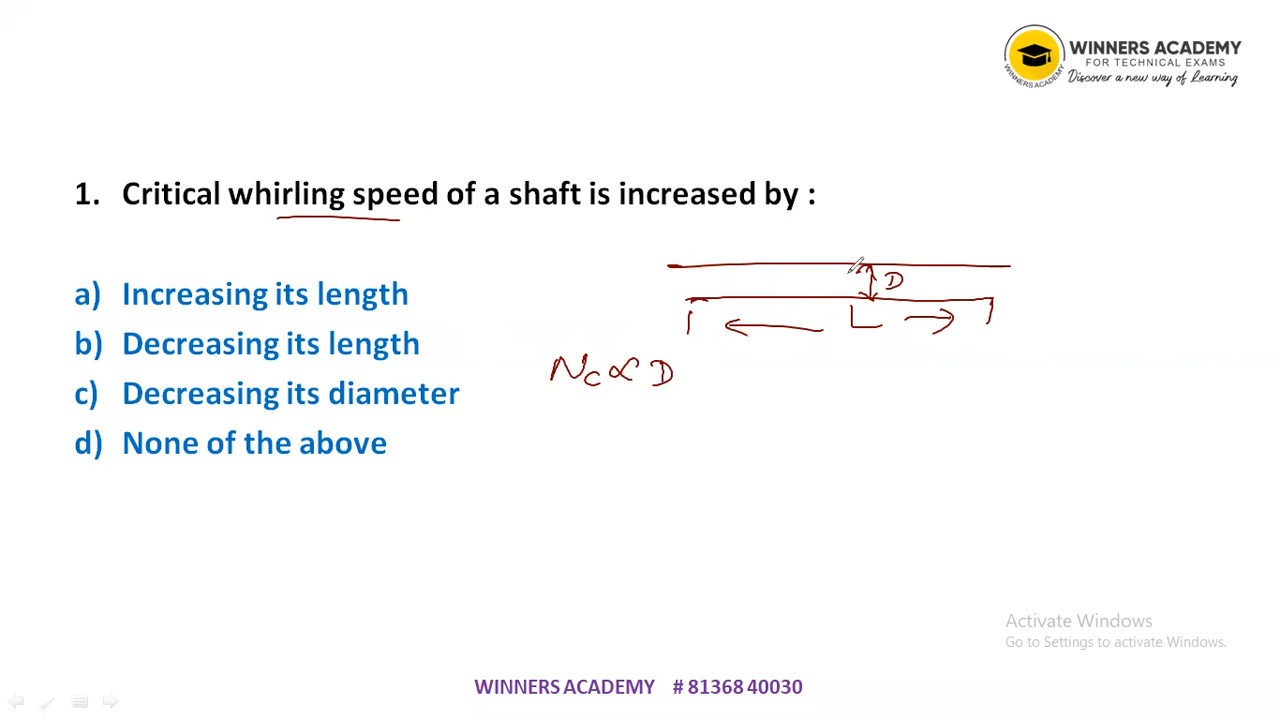 WINNERS ACADEMY
FOR TECHNICAL EXAMS
Discover a new way of Learning
WINNERS ACADEMY
1. Critical whirling speed of a shaft is increased by :
a) Increasing its length
b) Decreasing its length
c) Decreasing its diameter
d) None of the above
D
L
Nc ∝ D
Activate Windows
Go to Settings to activate Windows.
WINNERS ACADEMY # 81368 40030